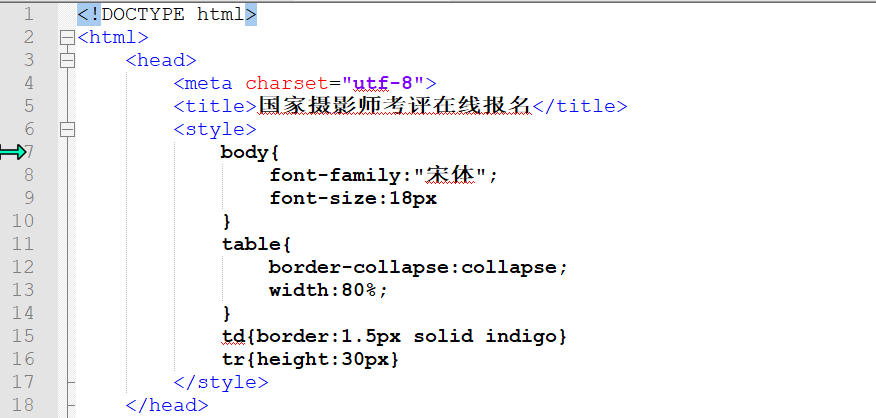 1 <!DOCTYPE html>
2 <html>
3 <head>
4 <meta charset="utf-8">
5 <title>国家摄影师考评在线报名</title>
6 <style>
7 body{
8 font-family:"宋体";
9 font-size:18px
10 }
11 table{
12 border-collapse:collapse;
13 width:80%;
14 }
15 td{border:1.5px solid indigo}
16 tr{height:30px}
17 </style>
18 </head>